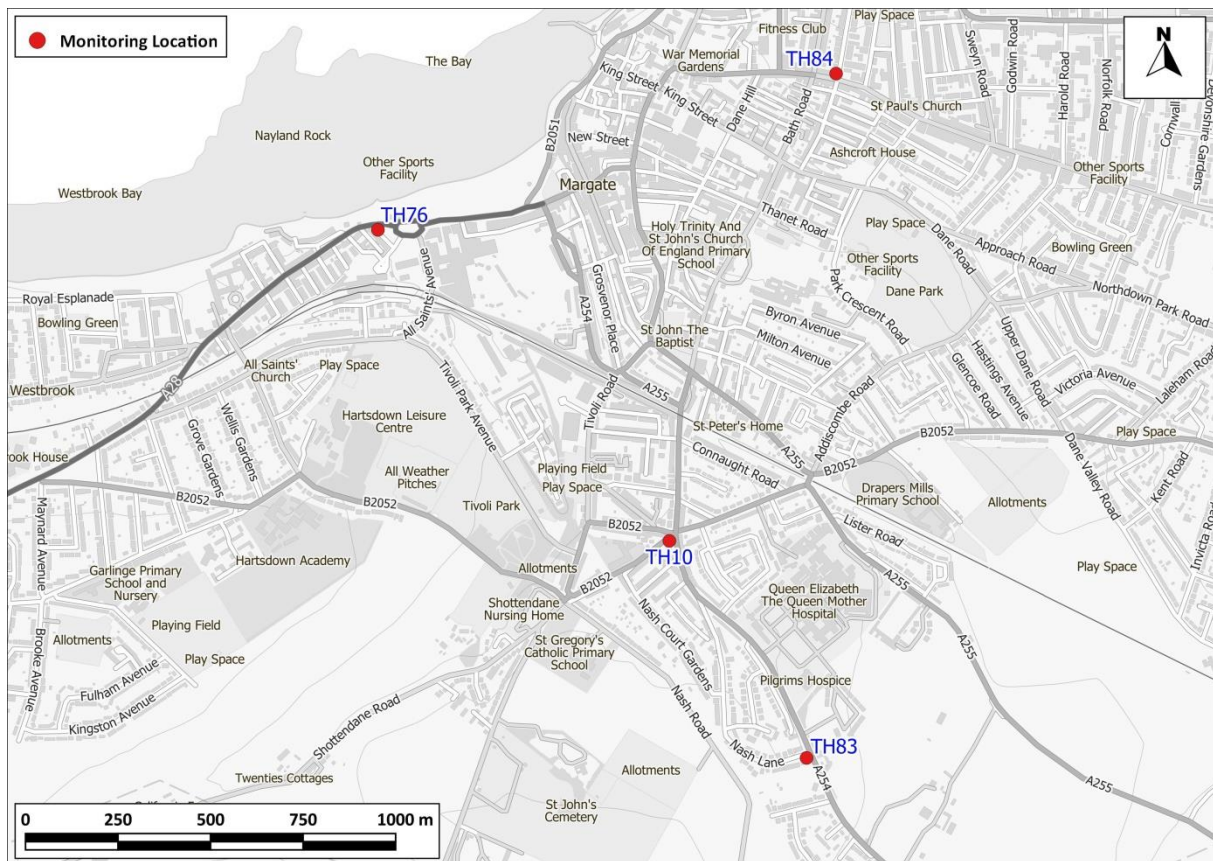 Monitoring Location
N
The Bay
Fitness Club
Play Space
War Memorial
Gardens
TH84
King Street
King Street
Dane Hill
Bath Road
St Paul's Church
Sweyn Road
Godwin Road
Harold Road
Norfolk Road
Cornwall
Devonshire Gardens
Nayland Rock
B2051
New Street
Ashcroft House
Other Sports
Facility
Other Sports
Facility
Westbrook Bay
Margate
TH76
Thanet Road
Play Space
Dane Road
Approach Road
Bowling Green
Holy Trinity And
St John's Church
Of England Primary
School
Other Sports
Facility
Dane Park
Park Crescent Road
Northdown Park Road
Royal Esplanade
Bowling Green
All Saints' Avenue
A254
Grosvenor Place
St John The
Baptist
Byron Avenue
Milton Avenue
Upper Dane Road
Hastings Avenue
Glencoe Road
Victoria Avenue
Laleham Road
Westbrook
A28
All Saints'
Church
Play Space
Tivoli Park Avenue
Tivoli Road
A255
Addiscombe Road
Hartsdown Leisure
Centre
St Peter's Home
B2052
Play Space
Grove Gardens
Wellis Gardens
Connaught Road
A255
B2052
rook House
All Weather
Pitches
Playing Field
Play Space
Drapers Mills
Primary School
Allotments
Dane Valley Road
Kent Road
B2052
B2052
Tivoli Park
B2052
Lister Road
Maynard Avenue
Hartsdown Academy
TH10
Invicta Road
Garlinge Primary
School and
Nursery
Allotments
B2052
A255
Play Space
Shottendane
Nursing Home
Queen Elizabeth
The Queen Mother
Hospital
Playing Field
Allotments
Play Space
St Gregory's
Catholic Primary
School
Nash Court Gardens
A255
Brooke Avenue
Fulham Avenue
Kingston Avenue
Pilgrims Hospice
Shottendane Road
Nash Road
Nash Lane
TH83
A254
A255
Twenties Cottages
Allotments
St John's
Cemetery
0 250 500 750 1000 m